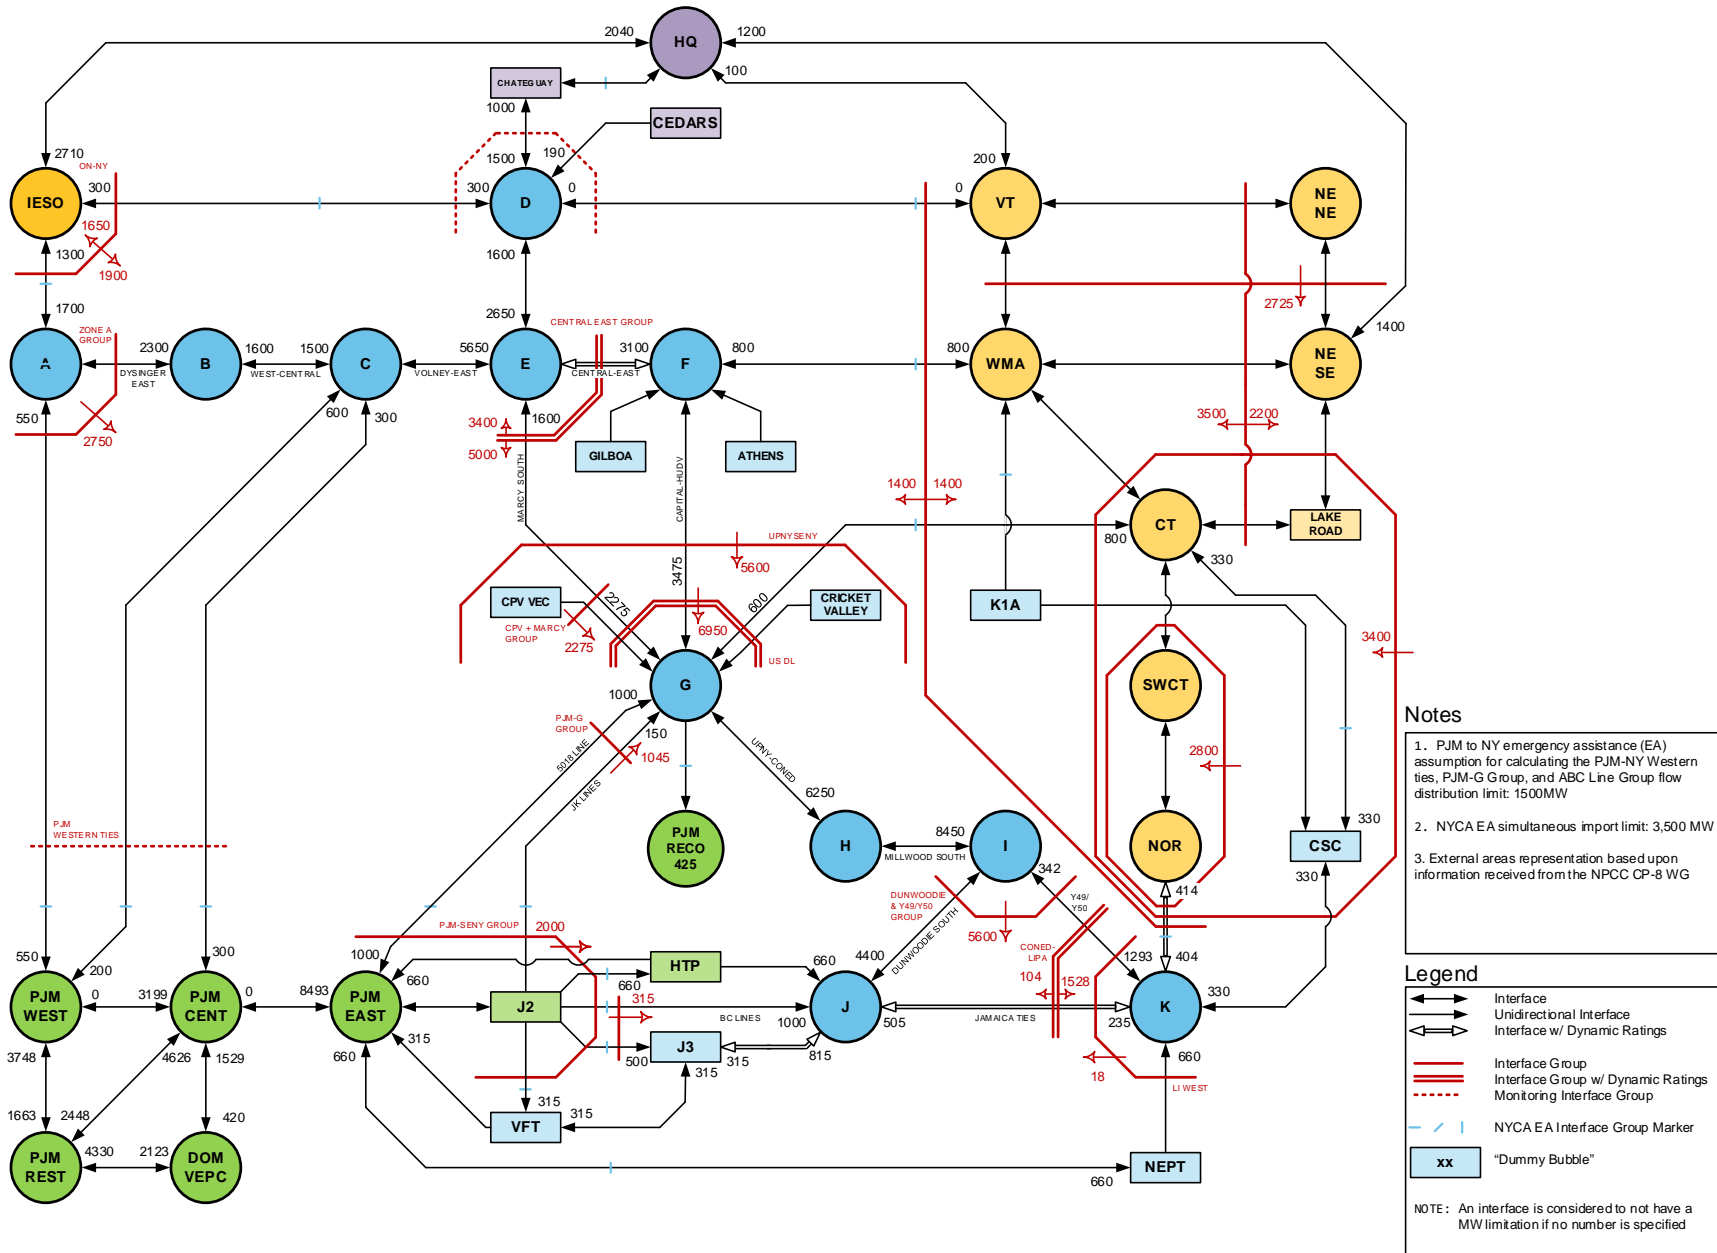 2040
HQ
1200
100
CHATEGUAY
1000
CEDARS
2710
ON-NY
1500
190
200
IESO
300
300
D
0
0
VT
NE
NE
1650
1300
1900
1600
2725
1700
2650
CENTRAL EAST GROUP
1400
ZONE A
GROUP
A
2300
DYSINGER
EAST
B
1600
WEST-CENTRAL
1500
C
5650
VOLNEY-EAST
E
3100
CENTRAL-EAST
F
800
800
WMA
NE
SE
550
600
300
1600
2750
3400
5000
GILBOA
ATHENS
3500
2200
MARCY SOUTH
CAPITAL-HUDV
1400
1400
CT
800
330
LAKE
ROAD
UPNYSENY
5600
3475
CPV VEC
2275
600
CRICKET
VALLEY
K1A
CPV + MARCY
GROUP
2275
6950
US DL
3400
G
SWCT
1000
150
PJM-G
GROUP
5018 LINE
JK LINES
1045
UPNY-CONED
2800
6250
PJM
WESTERN TIES
PJM
RECO
425
H
8450
MILLWOOD SOUTH
I
342
NOR
414
330
CSC
330
DUNWOODIE
& Y49/Y50
GROUP
Y49/
Y50
DUNWOODIE SOUTH
5600
PJM-SENY GROUP
2000
550
200
300
1000
660
HTP
660
660
4400
CONED-
LIPA
104
1528
1293
404
PJM
WEST
0
3199
PJM
CENT
0
8493
PJM
EAST
J2
315
BC LINES
1000
J
505
JAMAICA TIES
235
K
330
3748
4626
1529
660
315
500
J3
315
315
815
18
660
LI WEST
1663
2448
420
VFT
315
315
PJM
REST
4330
2123
DOM
VEPC
660
NEPT
Notes
1. PJM to NY emergency assistance (EA)
assumption for calculating the PJM-NY Western
ties, PJM-G Group, and ABC Line Group flow
distribution limit: 1500MW
2. NYCA EA simultaneous import limit: 3,500 MW
3. External areas representation based upon
information received from the NPCC CP-8 WG
Legend
Interface
Unidirectional Interface
Interface w/ Dynamic Ratings
Interface Group
Interface Group w/ Dynamic Ratings
Monitoring Interface Group
NYCA EA Interface Group Marker
xx
"Dummy Bubble"
NOTE: An interface is considered to not have a
MW limitation if no number is specified